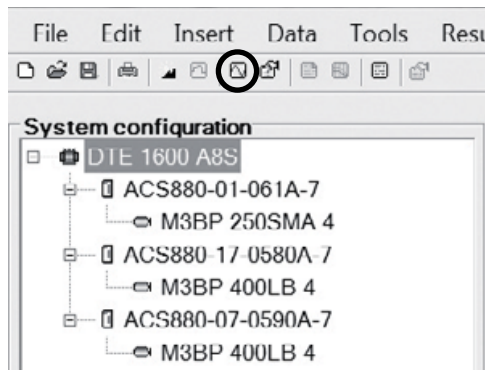 File Edit Insert Data Tools Resu
System configuration
DTE 1600 A8S
ACS880-01-061A-7
M3BP 250SMA 4
ACS880-17-0580A-7
M3BP 400LB 4
ACS880-07-0590A-7
M3BP 400LB 4